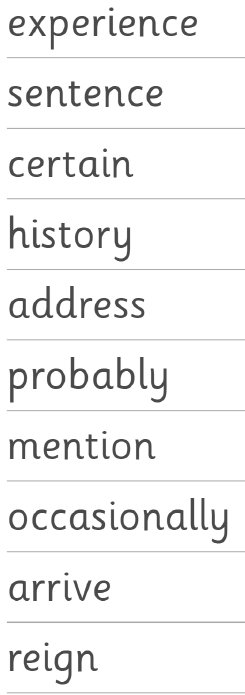 experience
sentence
certain
history
address
probably
mention
occasionally
arrive
reign